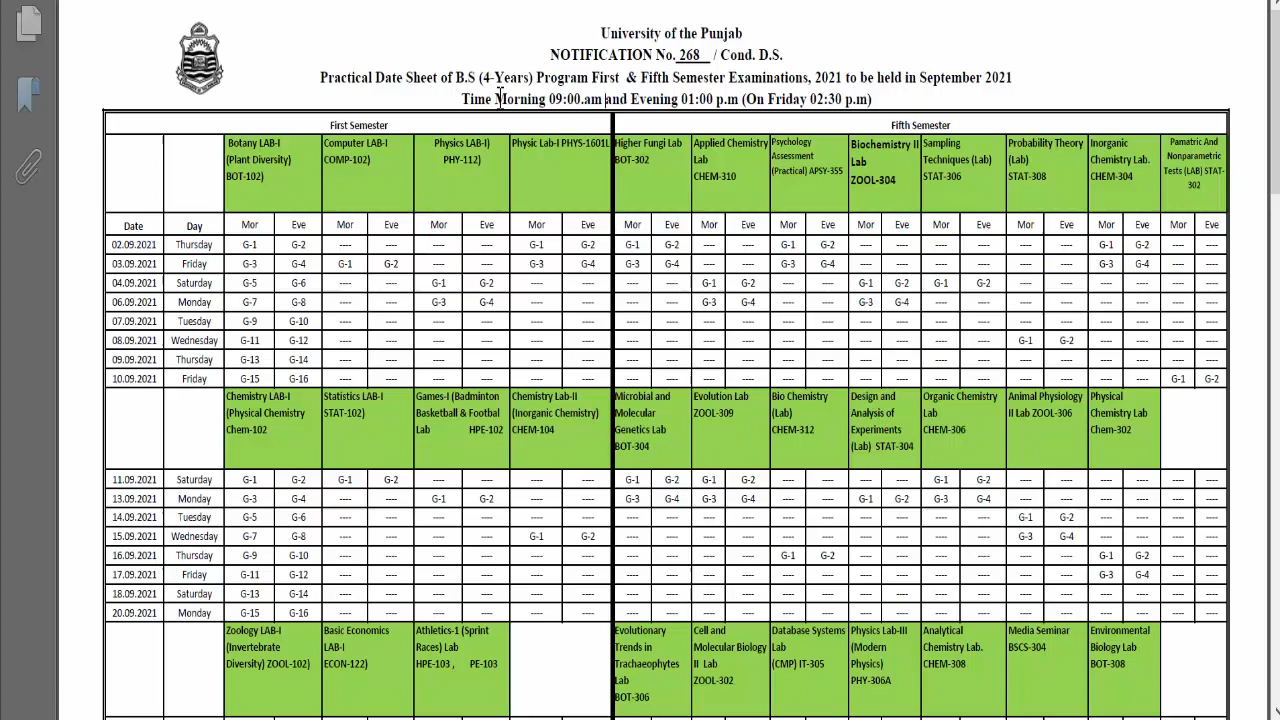 University of the Punjab
NOTIFICATION No. 268 / Cond. D.S.
Practical Date Sheet of B.S (4-Years) Program First & Fifth Semester Examinations, 2021 to be held in September 2021
Time Morning 09:00.am and Evening 01:00 p.m (On Friday 02:30 p.m)
First Semester Fifth Semester
Botany LAB-I (Plant Diversity) BOT-102) Computer LAB-I COMP-102) Physics LAB-I) PHY-112) Physic Lab-I PHYS-1601L Higher Fungi Lab BOT-302 Applied Chemistry Lab CHEM-310 Psychology Assessment (Practical) APSY-355 Biochemistry II Lab ZOOL-304 Sampling Techniques (Lab) STAT-306 Probability Theory (Lab) STAT-308 Inorganic Chemistry Lab. CHEM-304 Pamatric And Nonparametric Tests (LAB) STAT-302
Date Day Mor Eve Mor Eve Mor Eve Mor Eve Mor Eve Mor Eve Mor Eve Mor Eve Mor Eve Mor Eve Mor Eve Mor Eve
02.09.2021 Thursday G-1 G-2 ---- ---- ---- ---- G-1 G-2 G-1 G-2 ---- ---- G-1 G-2 ---- ---- ---- ---- ---- ---- G-1 G-2 ---- ----
03.09.2021 Friday G-3 G-4 G-1 G-2 ---- ---- G-3 G-4 G-3 G-4 ---- ---- G-3 G-4 ---- ---- ---- ---- ---- ---- G-3 G-4 ---- ----
04.09.2021 Saturday G-5 G-6 ---- ---- G-1 G-2 ---- ---- ---- ---- G-1 G-2 ---- ---- G-1 G-2 G-1 G-2 ---- ---- ---- ---- ---- ----
06.09.2021 Monday G-7 G-8 ---- ---- G-3 G-4 ---- ---- ---- ---- G-3 G-4 ---- ---- G-3 G-4 ---- ---- ---- ---- ---- ---- ---- ----
07.09.2021 Tuesday G-9 G-10 ---- ---- ---- ---- ---- ---- ---- ---- ---- ---- ---- ---- ---- ---- ---- ---- ---- ---- ---- ---- ---- ----
08.09.2021 Wednesday G-11 G-12 ---- ---- ---- ---- ---- ---- ---- ---- ---- ---- ---- ---- ---- ---- ---- ---- G-1 G-2 ---- ---- ---- ----
09.09.2021 Thursday G-13 G-14 ---- ---- ---- ---- ---- ---- ---- ---- ---- ---- ---- ---- ---- ---- ---- ---- ---- ---- ---- ---- ---- ----
10.09.2021 Friday G-15 G-16 ---- ---- ---- ---- ---- ---- ---- ---- ---- ---- ---- ---- ---- ---- ---- ---- ---- ---- ---- ---- G-1 G-2
Chemistry LAB-I (Physical Chemistry Chem-102 Statistics LAB-I STAT-102) Games-I (Badminton Basketball & Footbal Lab HPE-102 Chemistry Lab-II (Inorganic Chemistry) CHEM-104 Microbial and Molecular Genetics Lab BOT-304 Evolution Lab ZOOL-309 Bio Chemistry (Lab) CHEM-312 Design and Analysis of Experiments (Lab) STAT-304 Organic Chemistry Lab CHEM-306 Animal Physiology II Lab ZOOL-306 Physical Chemistry Lab Chem-302
11.09.2021 Saturday G-1 G-2 G-1 G-2 ---- ---- ---- ---- G-1 G-2 G-1 G-2 ---- ---- ---- ---- G-1 G-2 ---- ---- ---- ---- ---- ----
13.09.2021 Monday G-3 G-4 ---- ---- G-1 G-2 ---- ---- G-3 G-4 G-3 G-4 ---- ---- G-1 G-2 G-3 G-4 ---- ---- ---- ---- ---- ----
14.09.2021 Tuesday G-5 G-6 ---- ---- ---- ---- ---- ---- ---- ---- ---- ---- ---- ---- ---- ---- ---- ---- G-1 G-2 ---- ---- ---- ----
15.09.2021 Wednesday G-7 G-8 ---- ---- ---- ---- G-1 G-2 ---- ---- ---- ---- ---- ---- ---- ---- ---- ---- G-3 G-4 ---- ---- ---- ----
16.09.2021 Thursday G-9 G-10 ---- ---- ---- ---- ---- ---- ---- ---- ---- ---- G-1 G-2 ---- ---- ---- ---- ---- ---- G-1 G-2 ---- ----
17.09.2021 Friday G-11 G-12 ---- ---- ---- ---- ---- ---- ---- ---- ---- ---- ---- ---- ---- ---- ---- ---- ---- ---- G-3 G-4 ---- ----
18.09.2021 Saturday G-13 G-14 ---- ---- ---- ---- ---- ---- ---- ---- ---- ---- ---- ---- ---- ---- ---- ---- ---- ---- ---- ---- ---- ----
20.09.2021 Monday G-15 G-16 ---- ---- ---- ---- ---- ---- ---- ---- ---- ---- ---- ---- ---- ---- ---- ---- ---- ---- ---- ---- ---- ----
Zoology LAB-I (Invertebrate Diversity) ZOOL-102) Basic Economics LAB-I ECON-122) Athletics-1 (Sprint Races) Lab HPE-103 , PE-103 Evolutionary Trends in Trachaeophytes Lab BOT-306 Cell and Molecular Biology II Lab ZOOL-302 Database Systems Lab (CMP) IT-305 Physics Lab-III (Modern Physics) PHY-306A Analytical Chemistry Lab. CHEM-308 Media Seminar BSCS-304 Environmental Biology Lab BOT-308